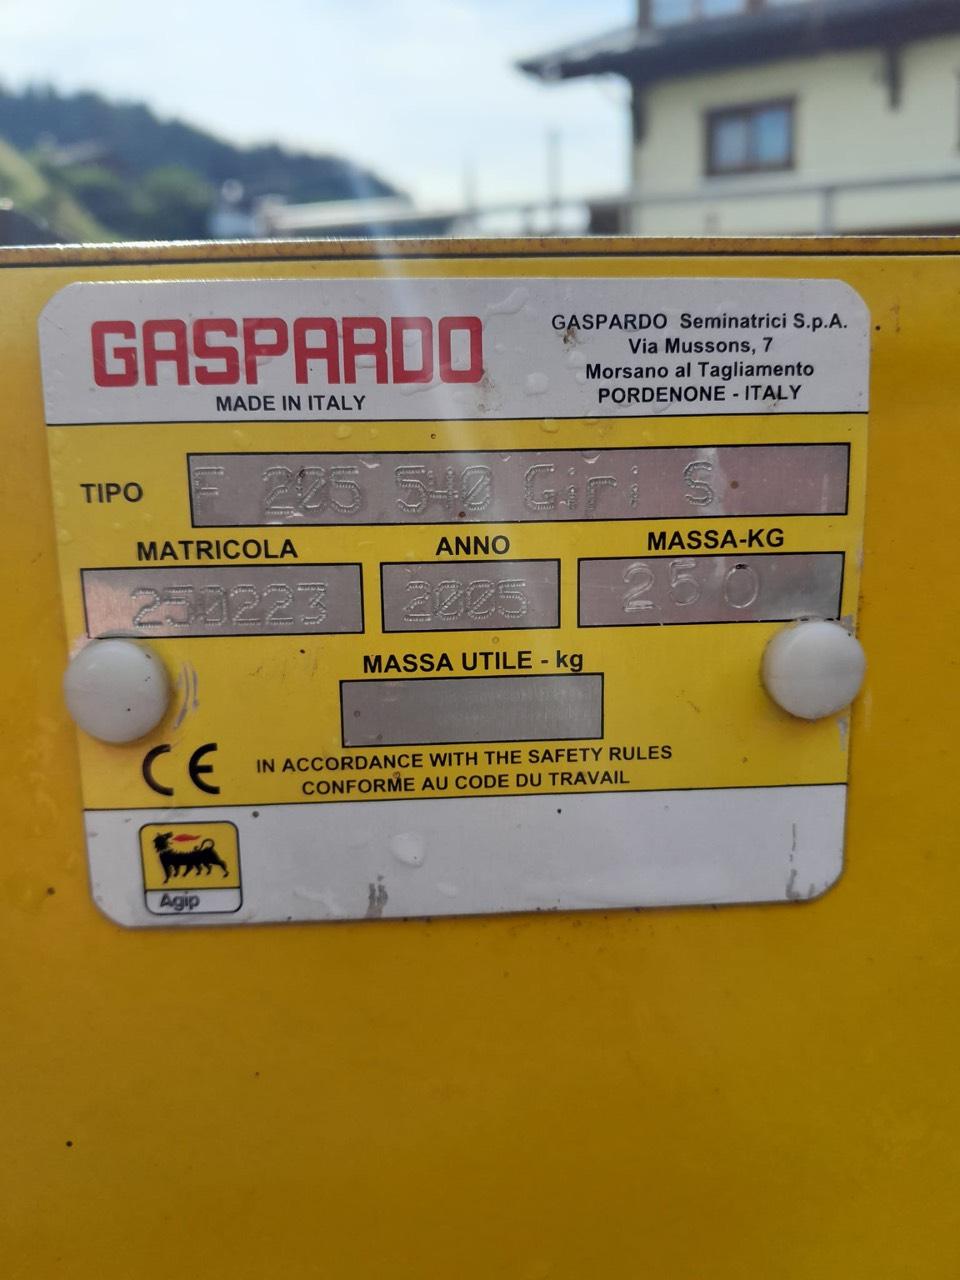 GASPARDO
MADE IN ITALY
GASPARDO Seminatrici S.p.A.
Via Mussons, 7
Morsano al Tagliamento
PORDENONE - ITALY
TIPO F 205 540 Giri S
MATRICOLA ANNO MASSA-KG
250223 2005 250
MASSA UTILE - kg
CE IN ACCORDANCE WITH THE SAFETY RULES
CONFORME AU CODE DU TRAVAIL
Agip